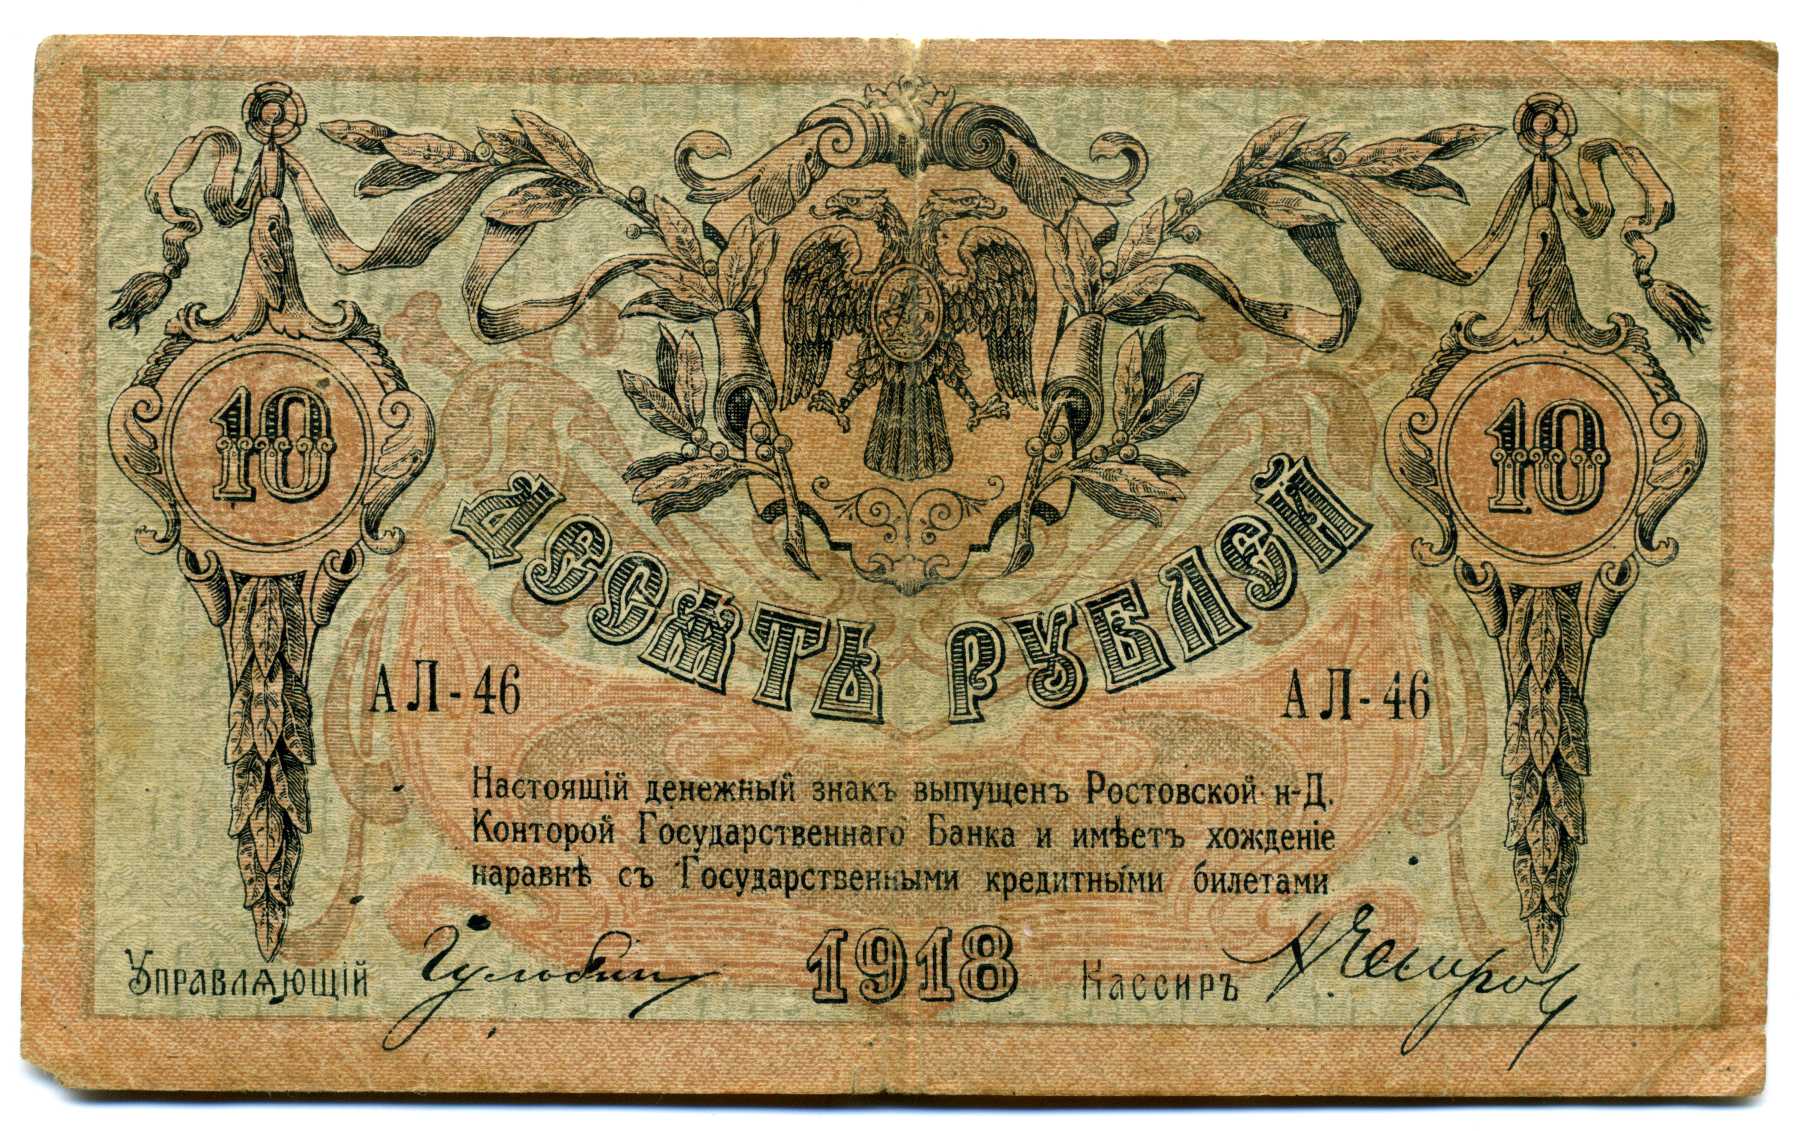 10 10
ДЕСЯТЬ РУБЛЕЙ
АЛ-46 АЛ-46
Настоящій денежный знакъ выпущенъ Ростовской н-Д.
Конторой Государственнаго Банка и имѣетъ хожденіе
наравнѣ съ Государственными кредитными билетами
Управляющій Гульбин 1918 Кассиръ